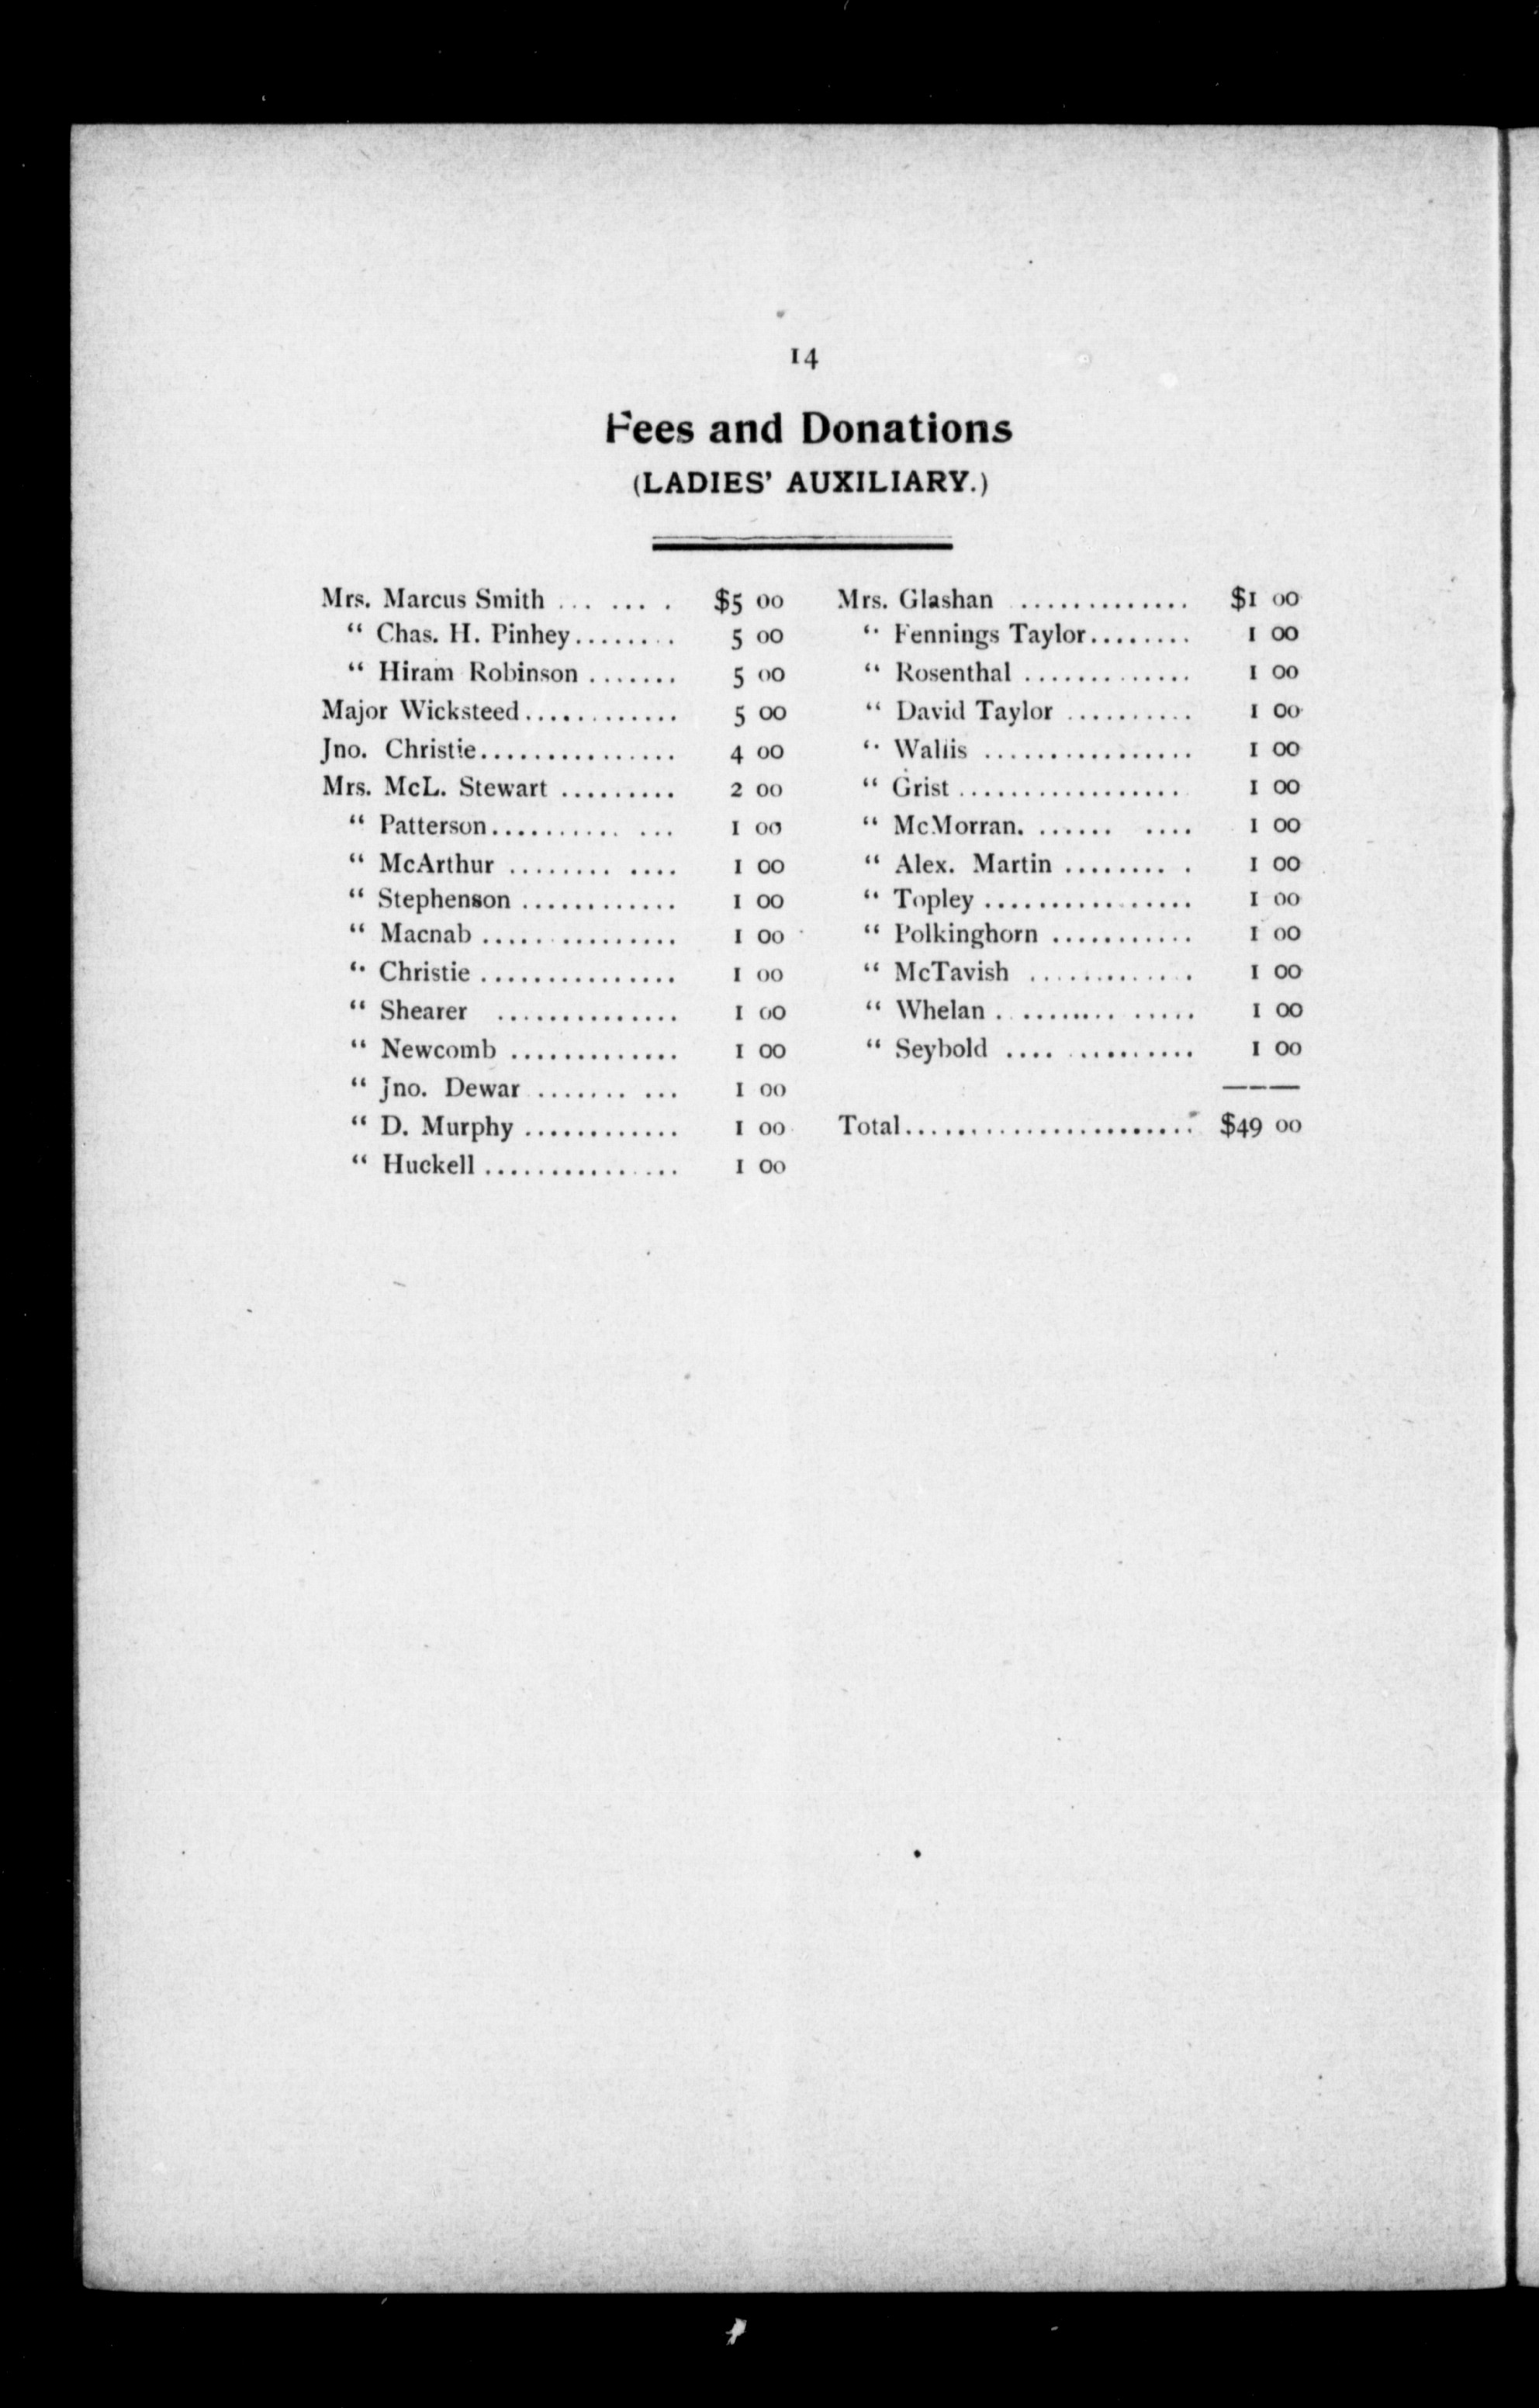 14
Fees and Donations
(LADIES' AUXILIARY.)
Mrs. Marcus Smith ... ... . $5 00
“ Chas. H. Pinhey........ 5 00
“ Hiram Robinson ....... 5 00
Major Wicksteed............ 5 00
Jno. Christie............... 4 00
Mrs. McL. Stewart ......... 2 00
“ Patterson.......... ... 1 00
“ McArthur ........ .... 1 00
“ Stephenson ............ 1 00
“ Macnab ............... 1 00
“ Christie ............... 1 00
“ Shearer .............. 1 00
“ Newcomb ............. 1 00
“ Jno. Dewar ....... ... 1 00
“ D. Murphy ............ 1 00
“ Huckell ............... 1 00
Mrs. Glashan ............. $1 00
“ Fennings Taylor........ 1 00
“ Rosenthal ............. 1 00
“ David Taylor .......... 1 00
“ Wallis ................ 1 00
“ Grist ................. 1 00
“ McMorran. ...... .... 1 00
“ Alex. Martin ........ . 1 00
“ Topley ................ 1 00
“ Polkinghorn ........... 1 00
“ McTavish ............. 1 00
“ Whelan . ........ ..... 1 00
“ Seybold .... .......... 1 00
Total...................... $49 00